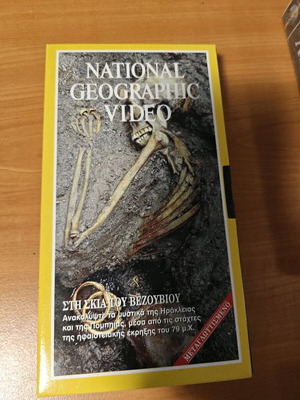 NATIONAL
GEOGRAPHIC
VIDEO
ΣΤΗ ΣΚΙΑ ΤΟΥ ΒΕΖΟΥΒΙΟΥ
Ανακαλύψτε τα μυστικά της Ηράκλειας
και της Πομπηίας, μέσα από τις στάχτες
της ηφαιστειακής έκρηξης του 79 μ.Χ.
ΜΕΤΑΓΛΩΤΤΙΣΜΕΝΟ